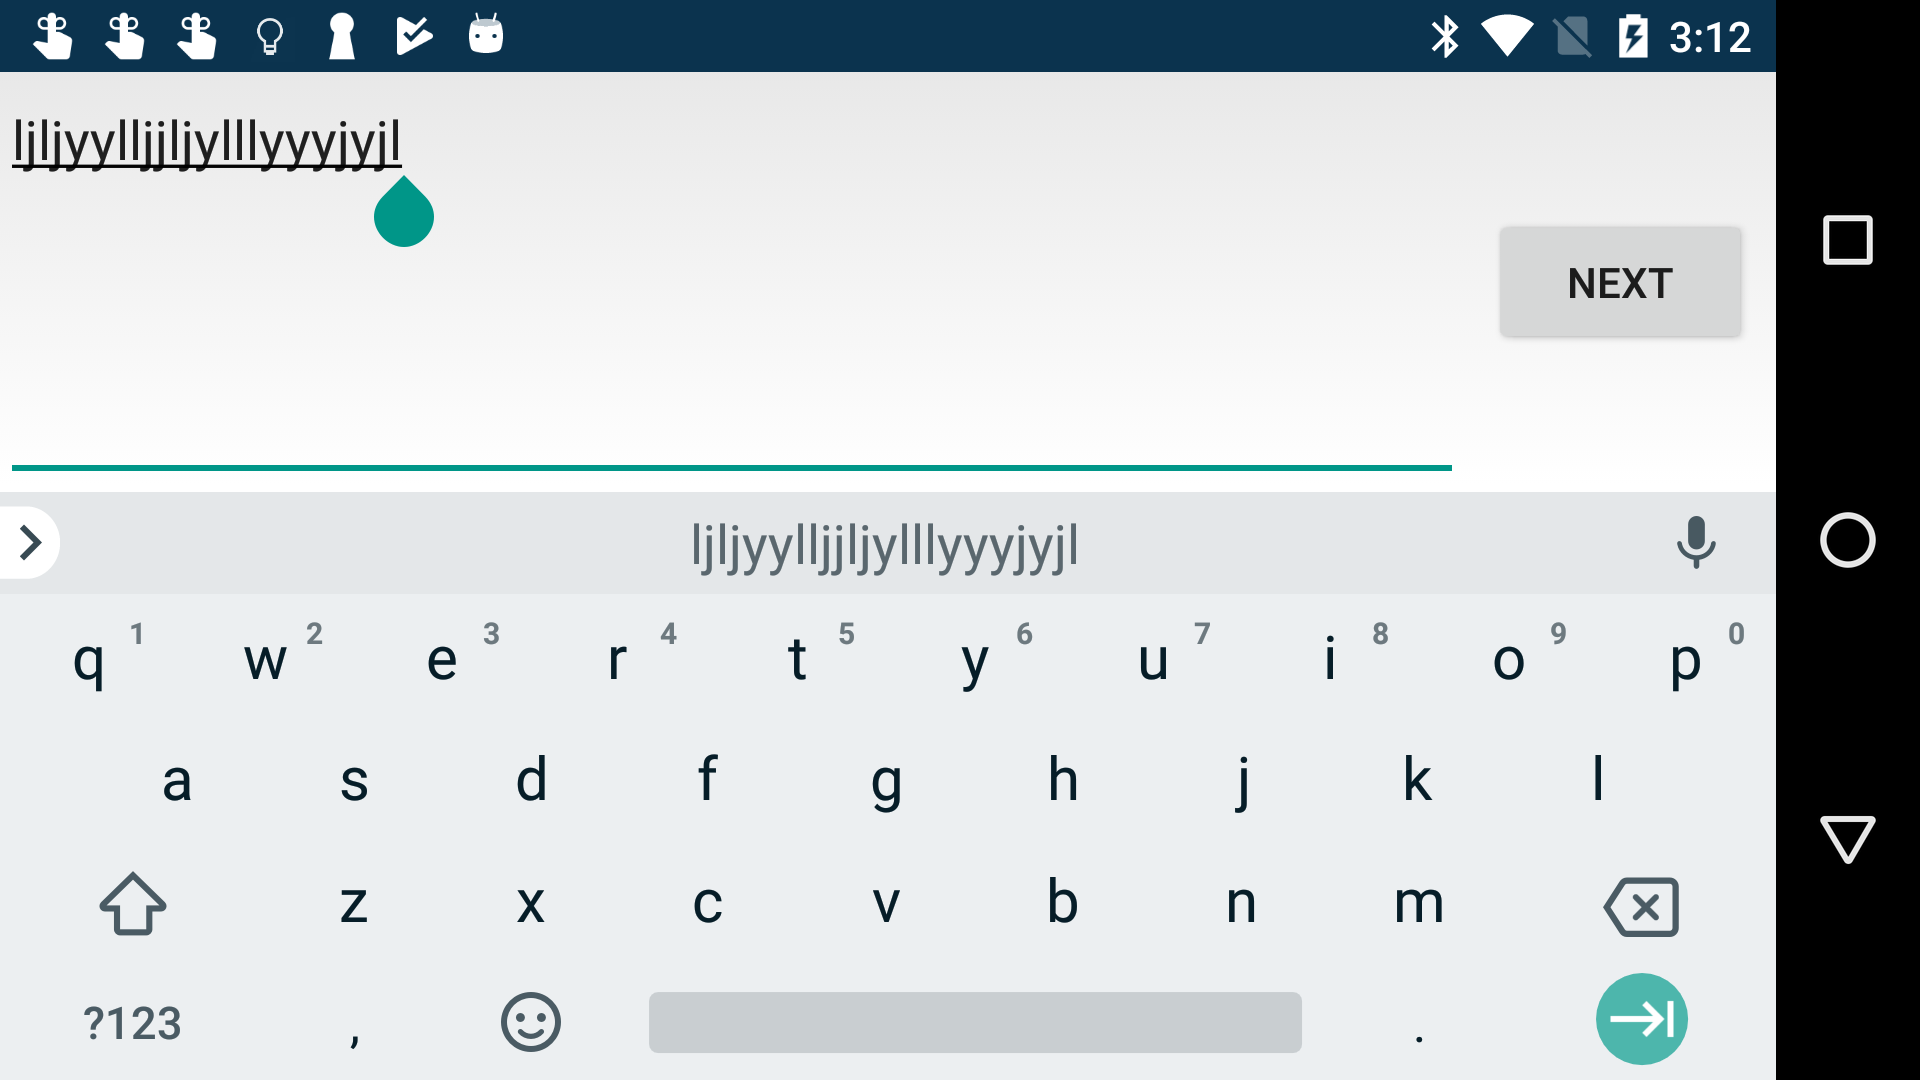 3:12
ljljyylljjljylllyyyjyjl
NEXT
ljljyylljjljylllyyyjyjl
q 1 w 2 e 3 r 4 t 5 y 6 u 7 i 8 o 9 p 0
a s d f g h j k l
z x c v b n m
?123 , .